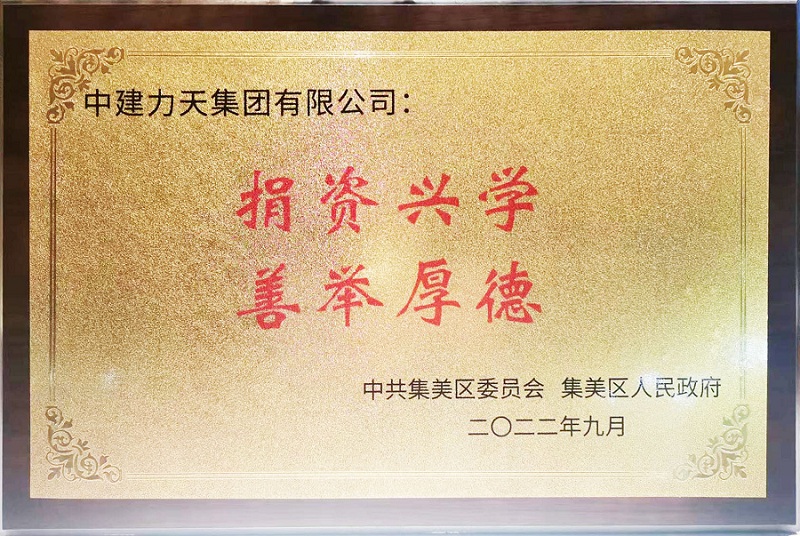 中建力天集团有限公司：
捐资兴学
善举厚德
中共集美区委员会 集美区人民政府
二〇二二年九月